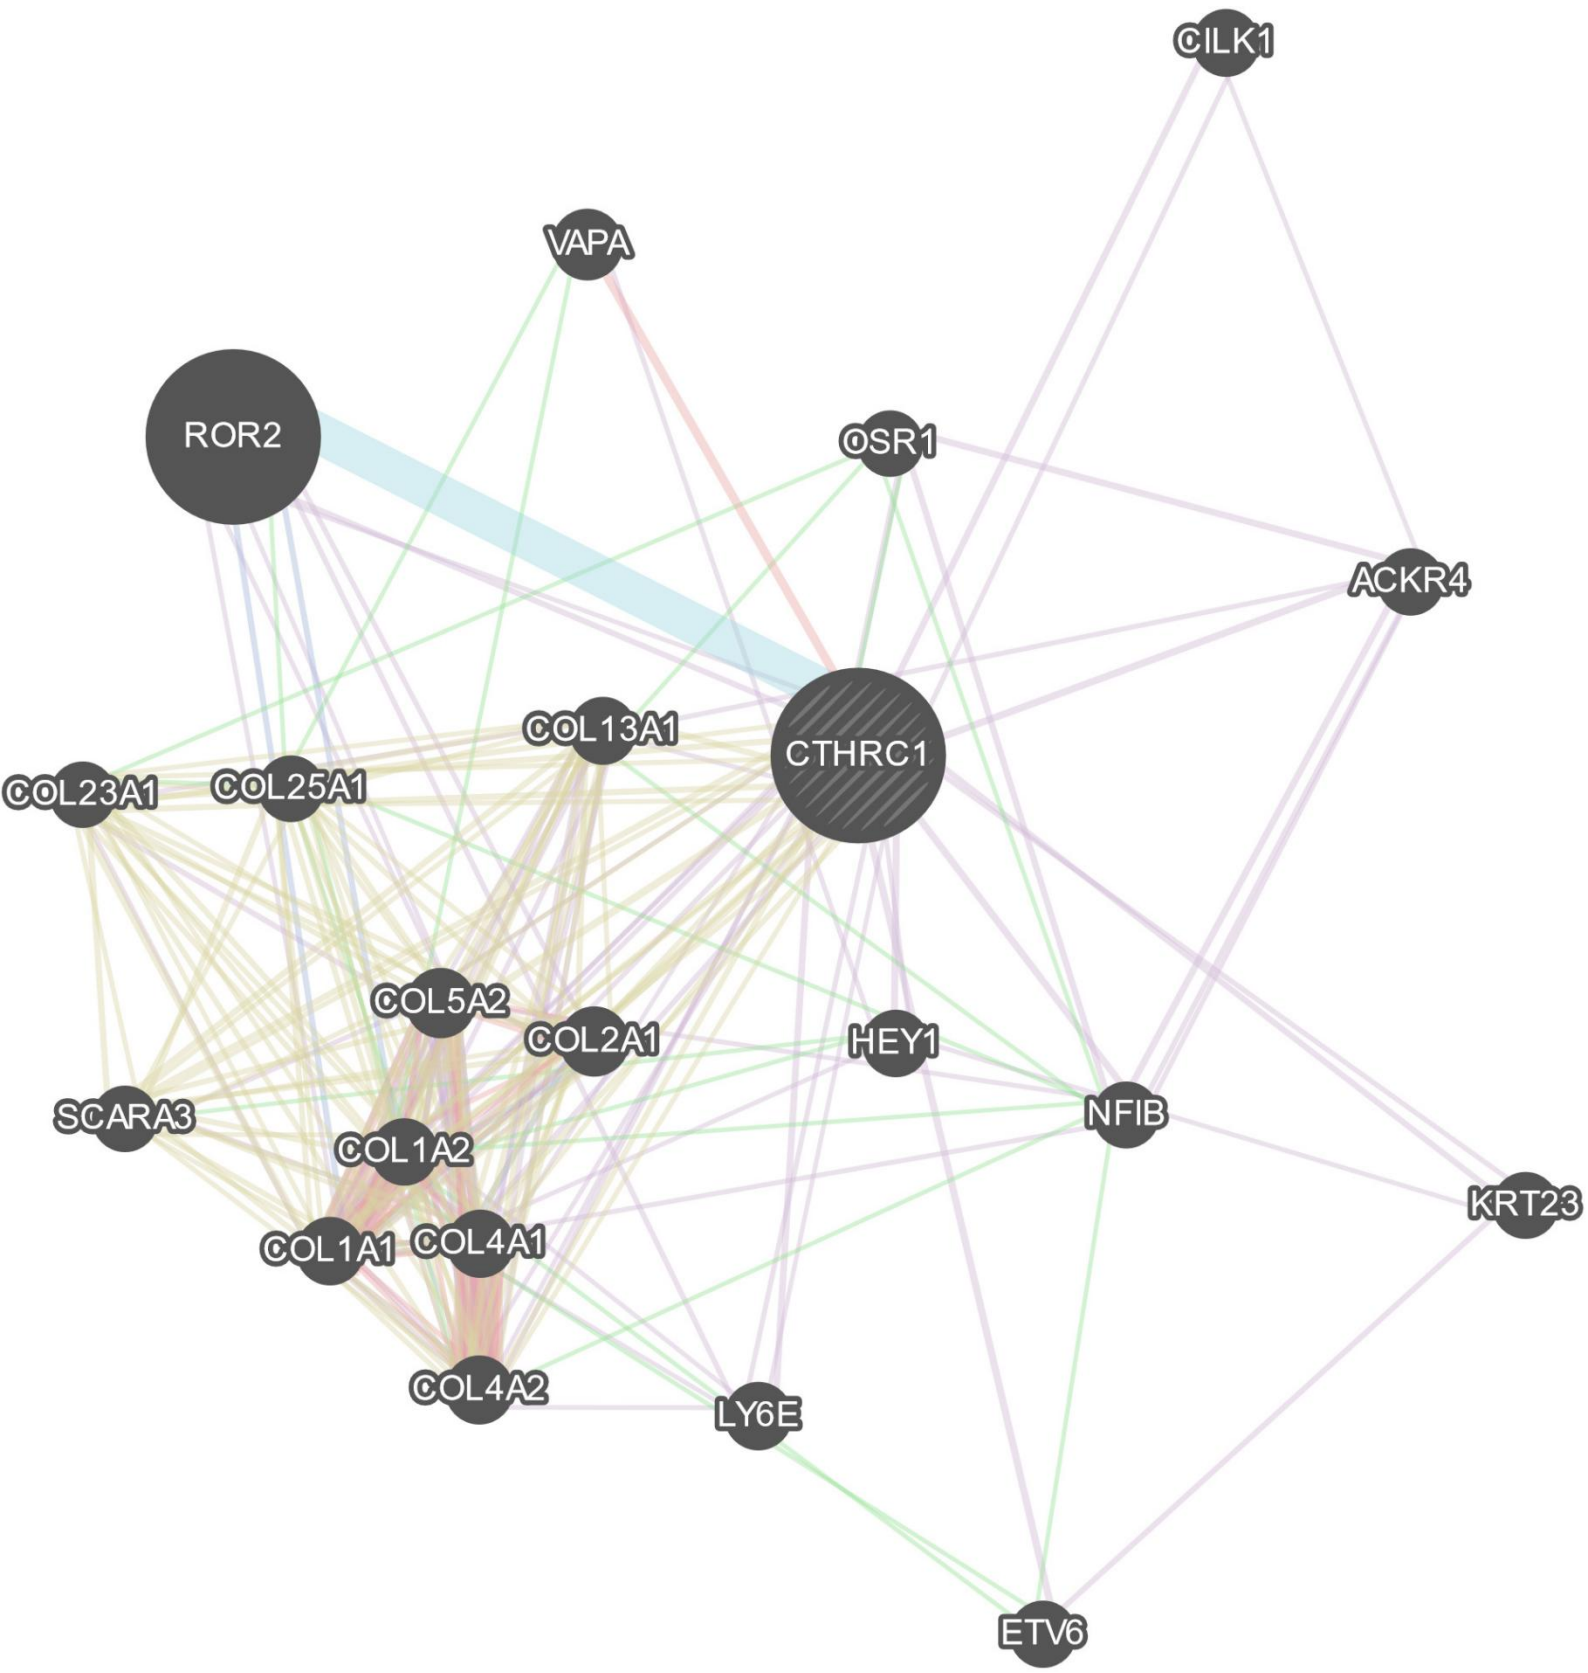 CILK1
VAPA
ROR2
OSR1
ACKR4
COL13A1
CTHRC1
COL23A1
COL25A1
COL5A2
COL2A1
HEY1
SCARA3
NFIB
COL1A2
KRT23
COL1A1
COL4A1
COL4A2
LY6E
ETV6